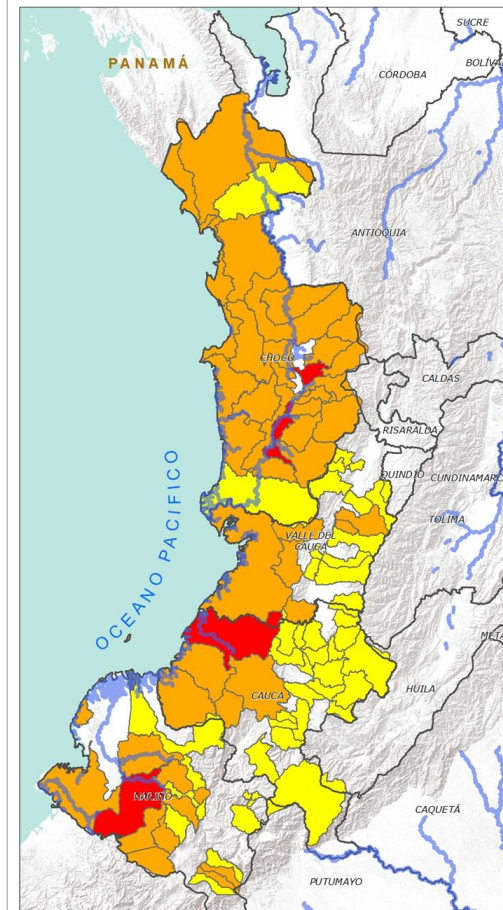 SUCRE
PANAMÁ
BOLÍVA
CÓRDOBA
ANTIOQUIA
CHOCÓ
CALDAS
RISARALDA
QUINDÍO
CUNDINAMARC
TOLIMA
VALLE DEL
CAUCA
OCEANO PACIFICO
META
HUILA
CAUCA
NARIÑO
CAQUETÁ
PUTUMAYO